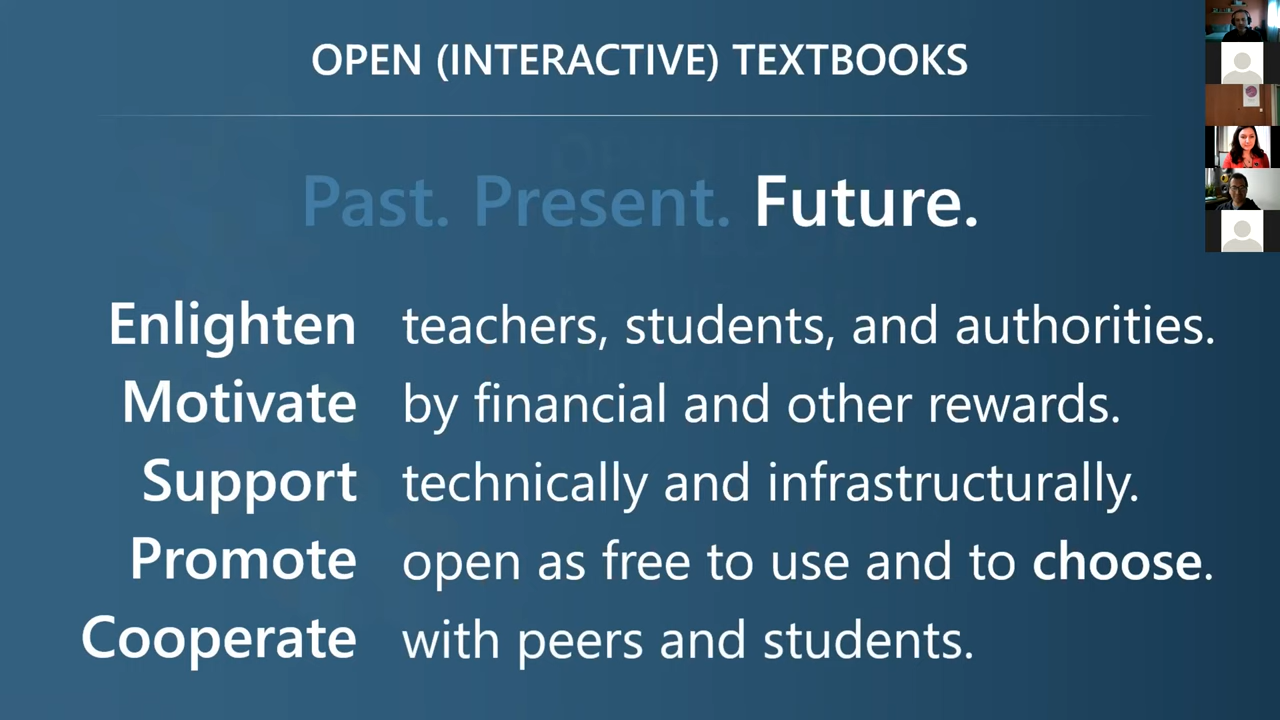 OPEN (INTERACTIVE) TEXTBOOKS
Past. Present. Future.
Enlighten teachers, students, and authorities.
Motivate by financial and other rewards.
Support technically and infrastructurally.
Promote open as free to use and to choose.
Cooperate with peers and students.